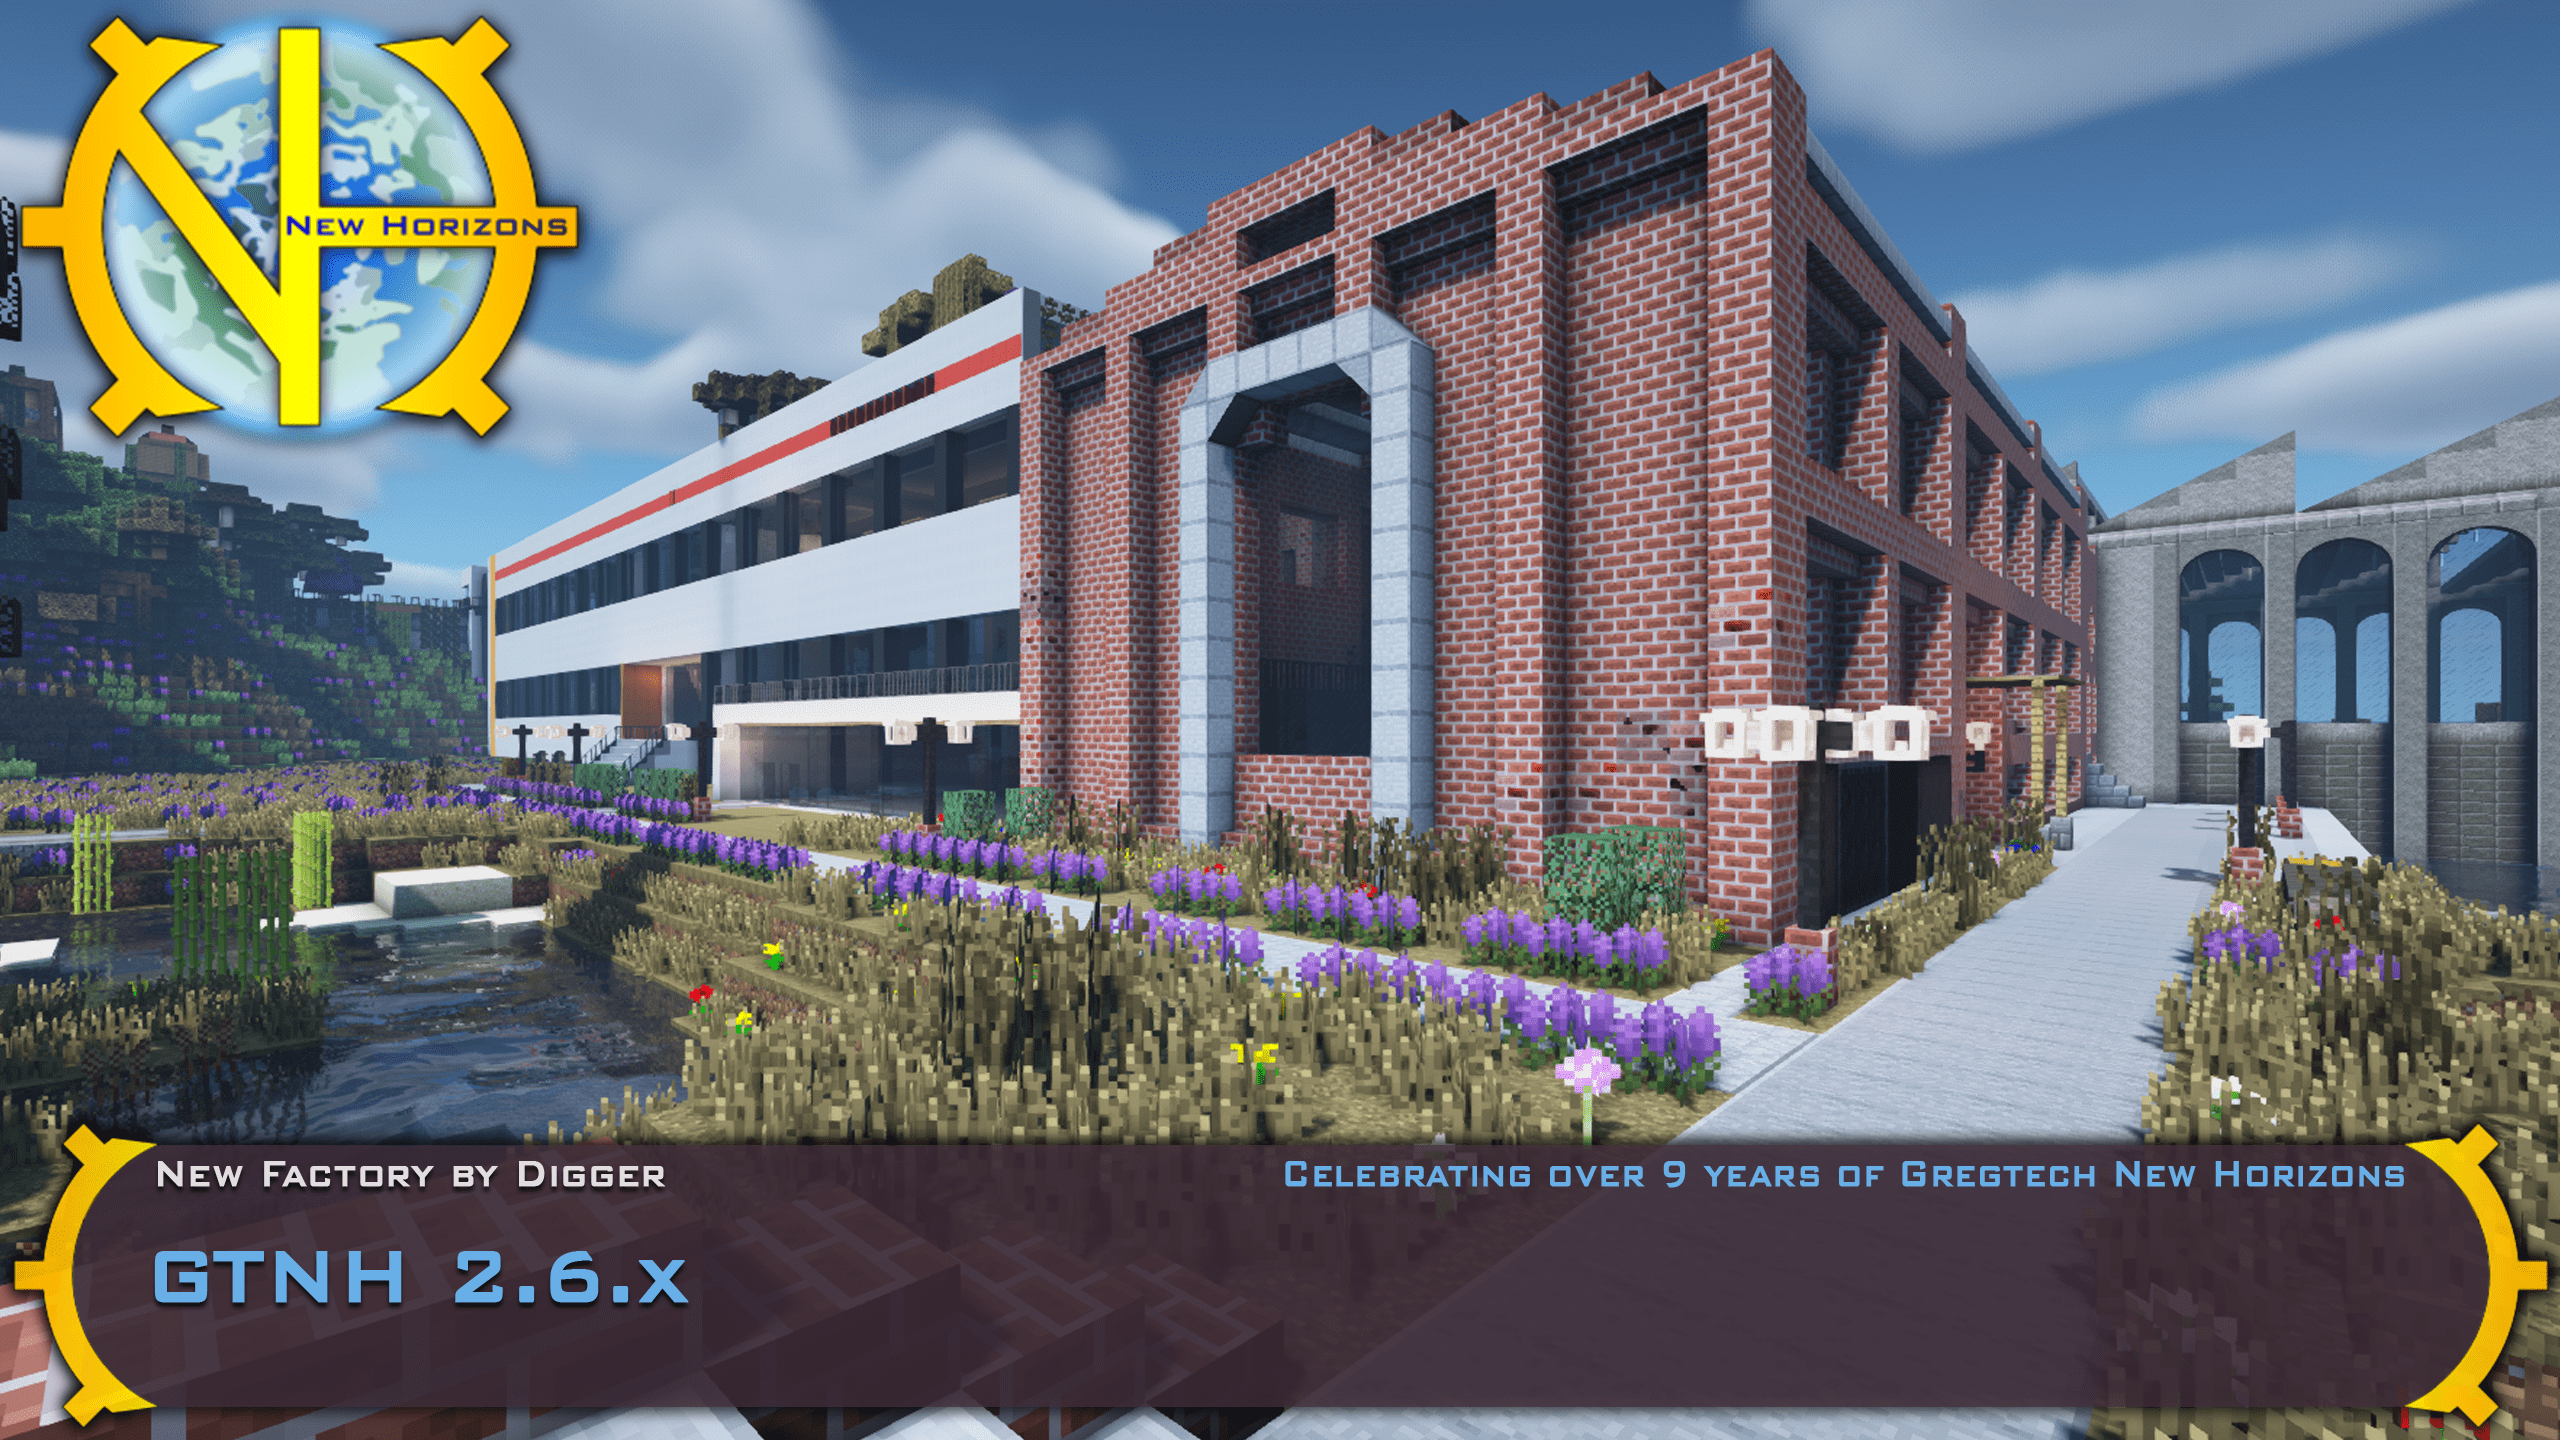 New Horizons
New Factory by Digger
Celebrating over 9 years of Gregtech New Horizons
GTNH 2.6.x